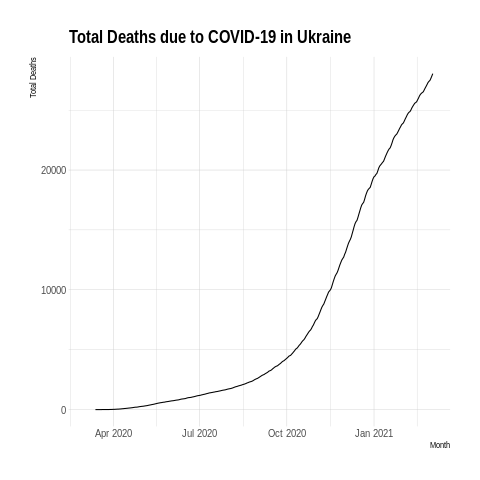 Total Deaths due to COVID-19 in Ukraine
Total Deaths
20000
10000
0
Apr 2020 Jul 2020 Oct 2020 Jan 2021
Month